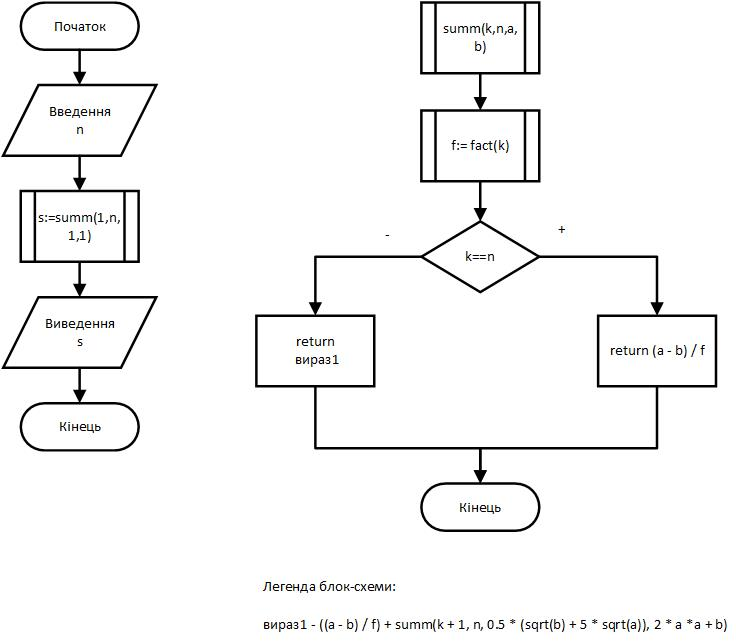 Початок
Введення
n
s:=summ(1,n,
1,1)
Виведення
s
Кінець
summ(k,n,a,
b)
f:= fact(k)
k==n
-
+
return
вираз1
return (a - b) / f
Кінець
Легенда блок-схеми:
вираз1 - ((a - b) / f) + summ(k + 1, n, 0.5 * (sqrt(b) + 5 * sqrt(a)), 2 * a *a + b)